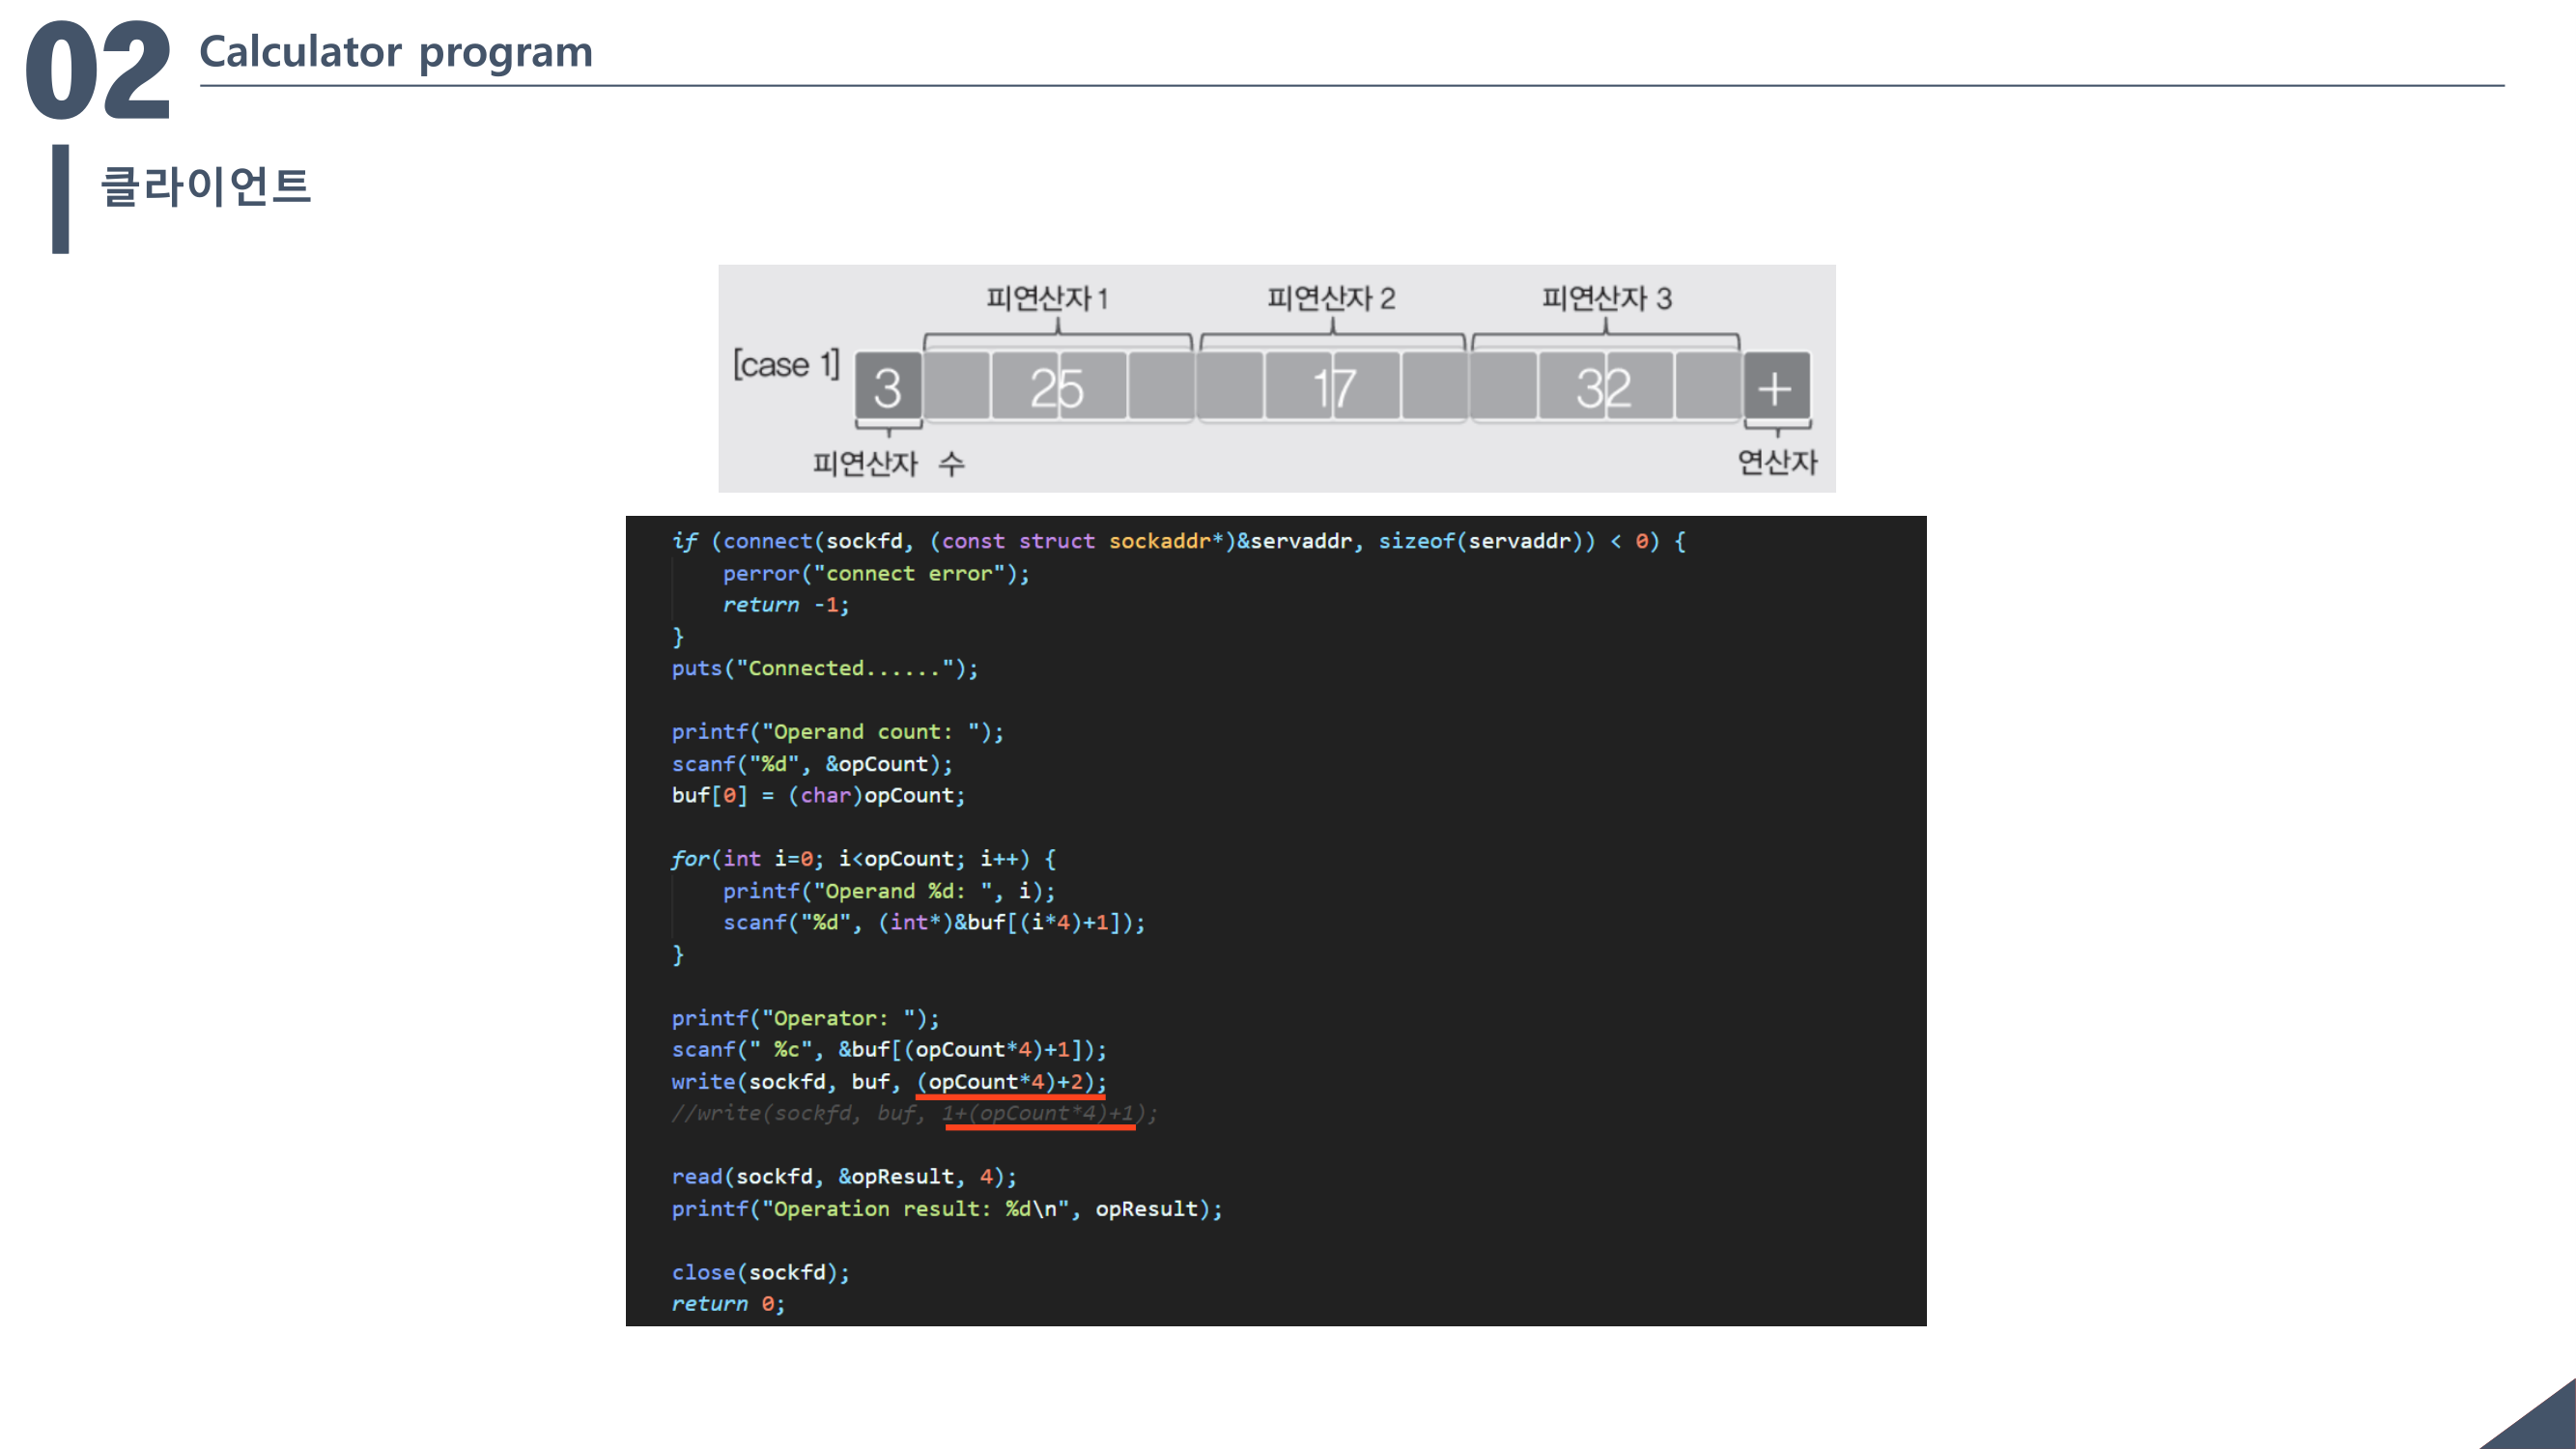 02 Calculator program
클라이언트
피연산자 1 피연산자 2 피연산자 3
[case 1] 3 25 17 32 +
피연산자 수 연산자
if (connect(sockfd, (const struct sockaddr*)&servaddr, sizeof(servaddr)) < 0) {
perror("connect error");
return -1;
}
puts("Connected......");
printf("Operand count: ");
scanf("%d", &opCount);
buf[0] = (char)opCount;
for(int i=0; i<opCount; i++) {
printf("Operand %d: ", i);
scanf("%d", (int*)&buf[(i*4)+1]);
}
printf("Operator: ");
scanf(" %c", &buf[(opCount*4)+1]);
write(sockfd, buf, (opCount*4)+2);
//write(sockfd, buf, 1+(opCount*4)+1);
read(sockfd, &opResult, 4);
printf("Operation result: %d\n", opResult);
close(sockfd);
return 0;